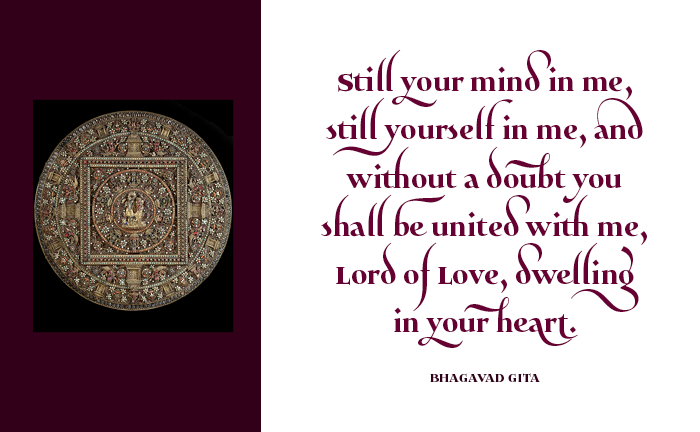 Still your mind in me,
still yourself in me, and
without a doubt you
shall be united with me,
Lord of Love, dwelling
in your heart.
BHAGAVAD GITA